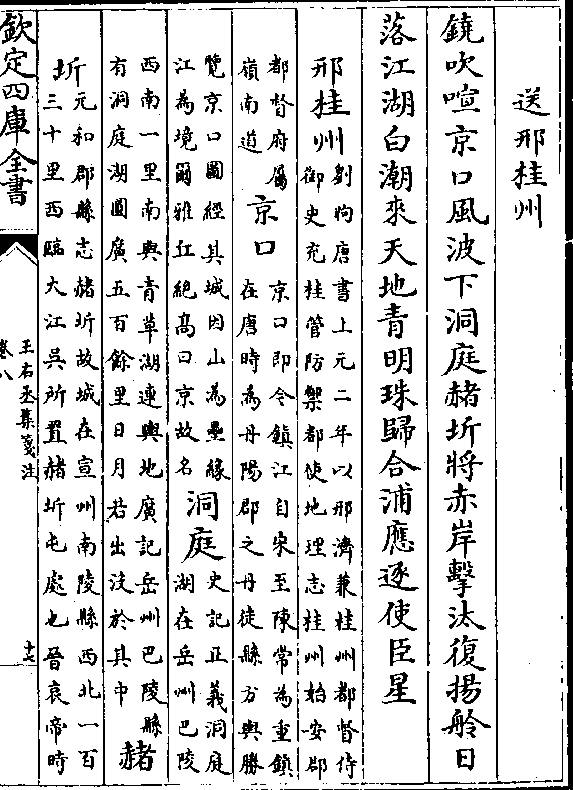 送邢桂州
鐃吹喧京口風波下洞庭赭圻將赤岸擊汰復揚舲日
落江湖白潮來天地青明珠歸合浦應逐使臣星
邢桂州劉昫唐書上元二年以邢濟兼桂州都督侍
御史充桂管防禦都使地理志桂州始安郡
都督府屬
嶺南道京口京口即今鎮江自宋至陳常為重鎮
在唐時為丹陽郡之丹徒縣方輿勝
覽京口圖經其城因山為壘緣
江為境爾雅丘絕高曰京故名洞庭史記正義洞庭
湖在岳州巴陵
西南一里南與青草湖連輿地廣記岳州巴陵縣
有洞庭湖圓廣五百餘里日月若出沒於其中赭
圻元和郡縣志赭圻故城在宣州南陵縣西北一百
三十里西臨大江吳所置赭圻屯處也晉哀帝時
欽定四庫全書
王右丞集箋注
卷八
十七